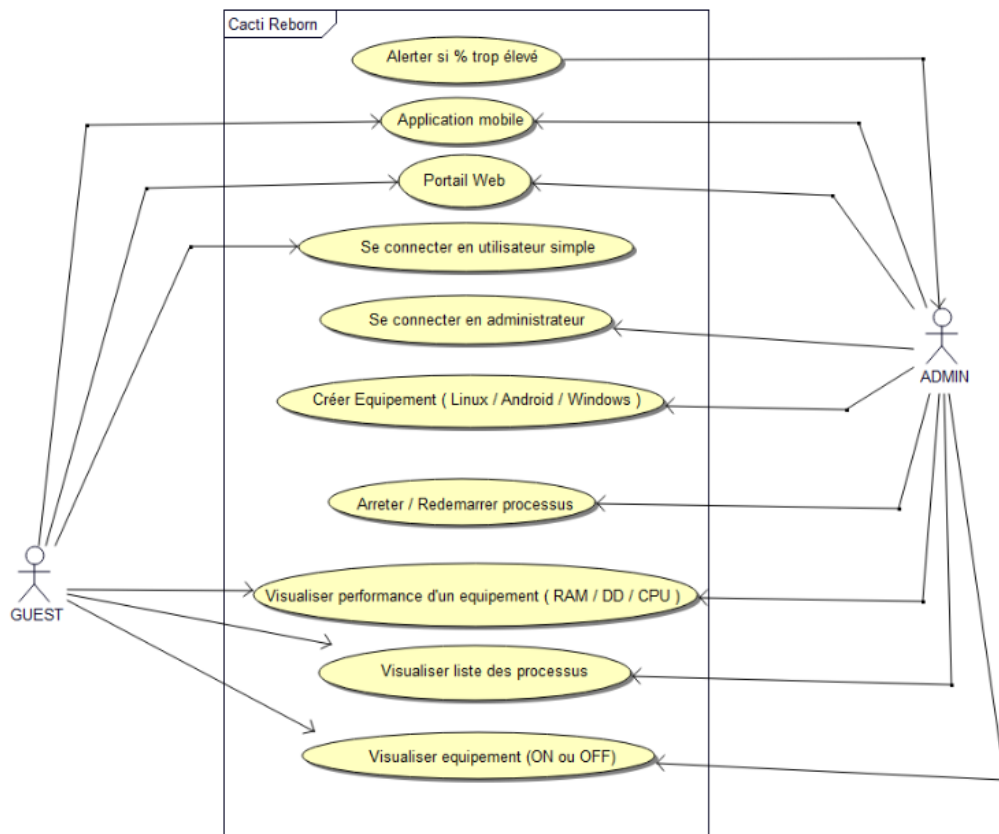 Cacti Reborn
Alerter si % trop élevé
Application mobile
Portail Web
Se connecter en utilisateur simple
Se connecter en administrateur
ADMIN
Créer Equipement ( Linux / Android / Windows )
Arreter / Redemarrer processus
GUEST
Visualiser performance d'un equipement ( RAM / DD / CPU )
Visualiser liste des processus
Visualiser equipement (ON ou OFF)